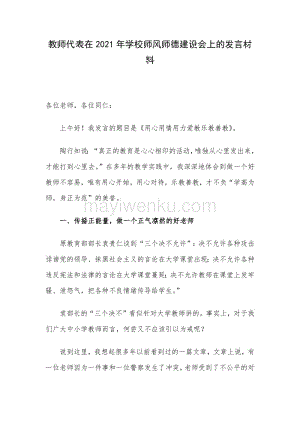 教师代表在 2021 年学校师风师德建设会上的发言材
料
各位老师，各位同仁：
上午好！我发言的题目是《用心用情用力爱教乐教善教》。
陶行知说：“真正的教育是心心相印的活动，唯独从心里发出来，
才能打到心里去。”在多年的教学实践中，我深深地体会到做一个好
教师不容易。唯有用心开始，用心对待，乐教善教，才不负“学高为
师、身正为范”的美誉。
一、传播正能量，做一个正气凛然的好老师
原教育部部长袁贵仁说到“三个决不允许”：决不允许各种攻击
诽谤党的领导、抹黑社会主义的言论在大学课堂出现；决不允许各种
违反宪法和法律的言论在大学课堂蔓延；决不允许教师在课堂上发牢
骚、泄怨气，把各种不良情绪传导给学生。”
袁部长的“三个决不”看似针对大学教师讲的。事实上，对于我
们广大中小学教师而言，何尝又不应该引以为戒呢？
说到这里，我想起很多年以前看到过的一篇文章，文章上说，有
一位老师因为一件事和一位警察发生了冲突，老师受到了不公平的对
mayiwenku.com